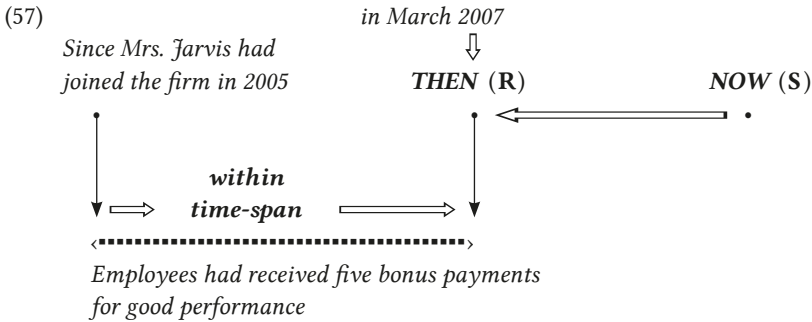 (57)
in March 2007
Since Mrs. Jarvis had
joined the firm in 2005
THEN (R)
NOW (S)
within
time-span
Employees had received five bonus payments
for good performance